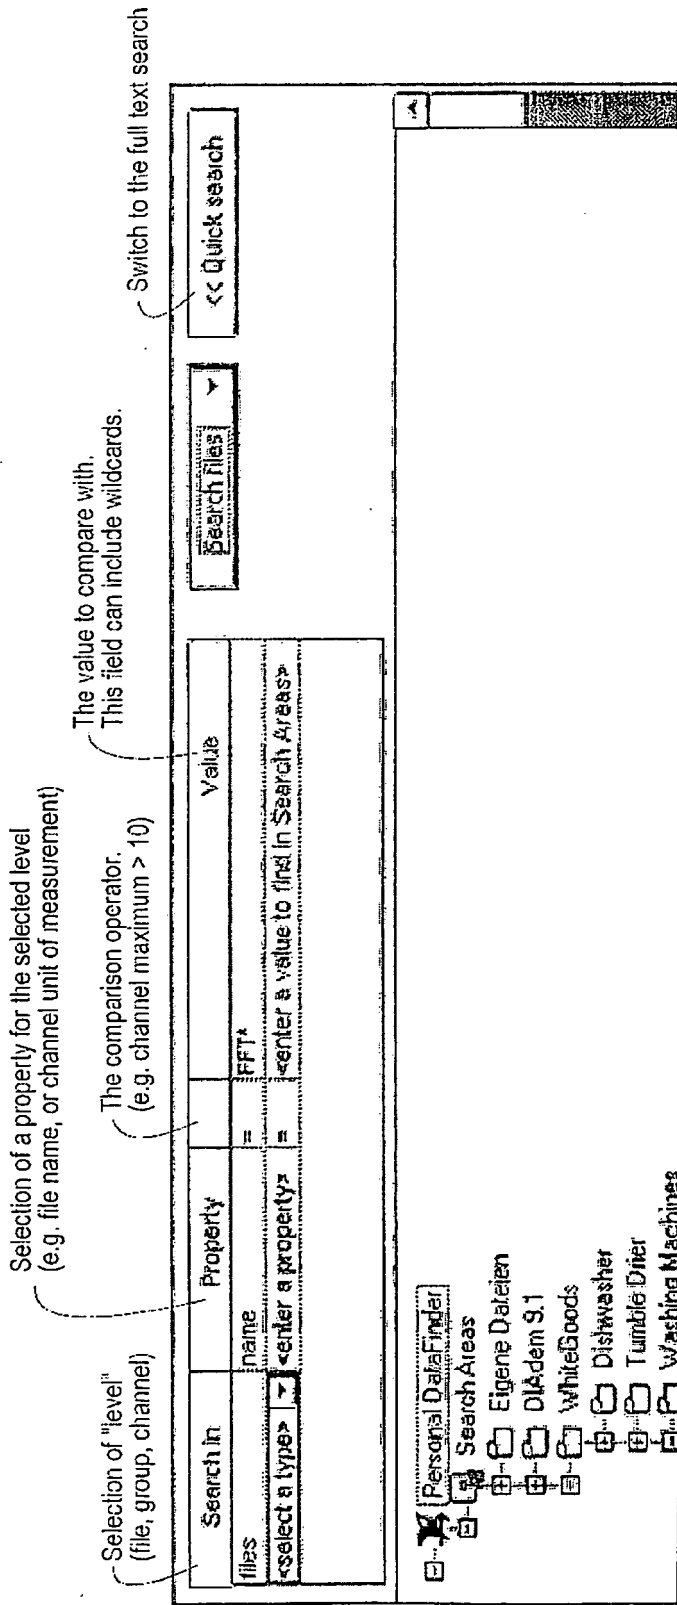 Selection of "level"
(file, group, channel)
Selection of a property for the selected level
(e.g. file name, or channel unit of measurement)
The comparison operator.
(e.g. channel maximum > 10)
The value to compare with.
This field can include wildcards.
Switch to the full text search
Search in Property Value
files name = FFT*
<select a type> <enter a property> = <enter a value to find in Search Areas>
Search files
<< Quick search
Personal DataFinder
Search Areas
Eigene Dateien
DIAdem 9.1
WhiteGoods
Dishwasher
Tumble Drier
Washing Machines